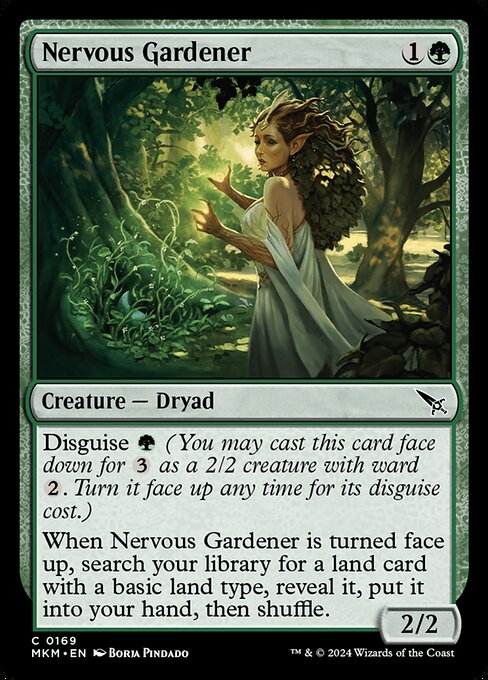 Nervous Gardener 1
Creature — Dryad
Disguise (You may cast this card face
down for 3 as a 2/2 creature with ward
2. Turn it face up any time for its disguise
cost.)
When Nervous Gardener is turned face
up, search your library for a land card
with a basic land type, reveal it, put it
into your hand, then shuffle.
2/2
C 0169
MKM • EN Borja Pindado
™ & © 2024 Wizards of the Coast